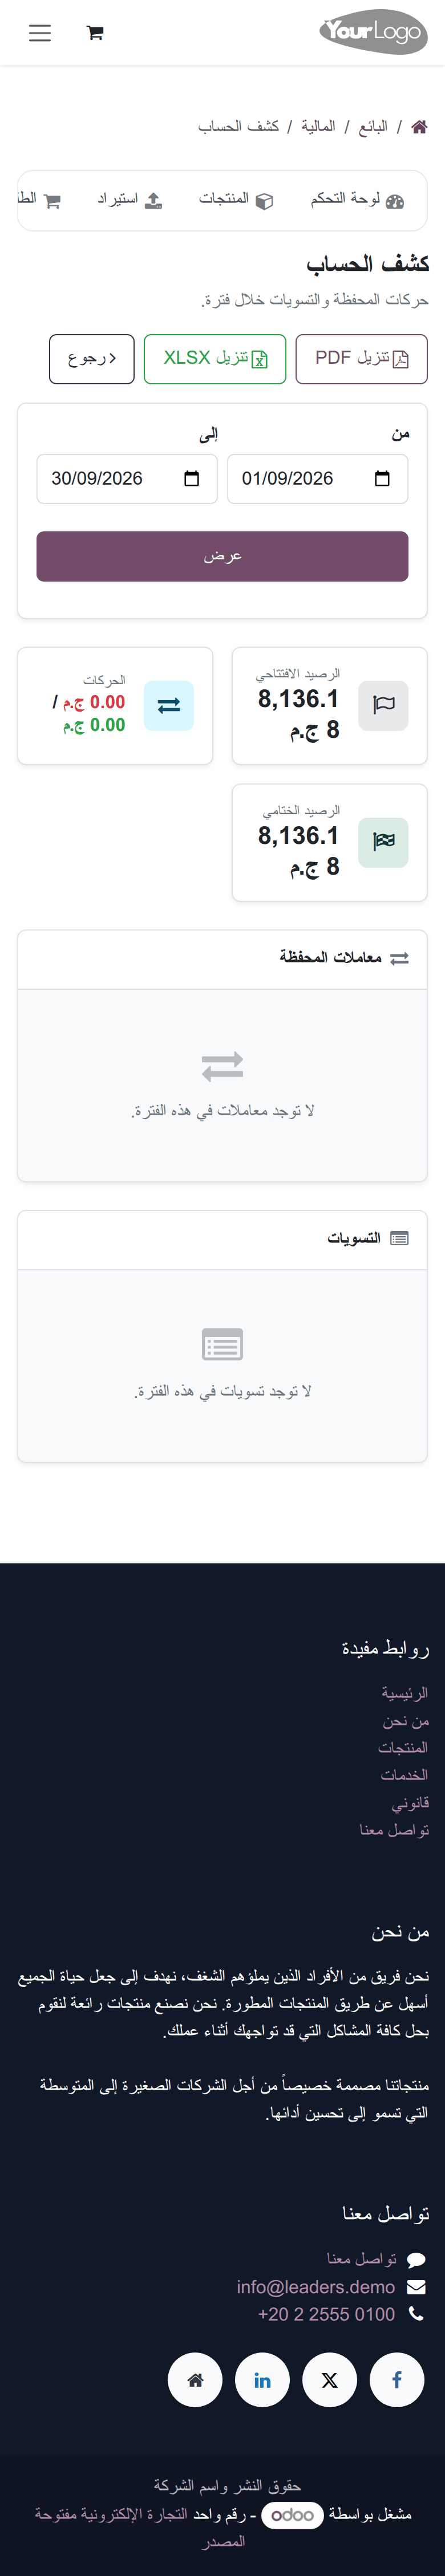 YourLogo
/ البائع / المالية / كشف الحساب
لوحة التحكم المنتجات استيراد الطل
كشف الحساب
حركات المحفظة والتسويات خلال فترة.
تنزيل PDF تنزيل XLSX رجوع
من إلى
01/09/2026 30/09/2026
عرض
الرصيد الافتتاحي
8,136.1
8 ج.م
الحركات
0.00 ج.م /
0.00 ج.م
الرصيد الختامي
8,136.1
8 ج.م
معاملات المحفظة
لا توجد معاملات في هذه الفترة.
التسويات
لا توجد تسويات في هذه الفترة.
روابط مفيدة
الرئيسية
من نحن
المنتجات
الخدمات
قانوني
تواصل معنا
من نحن
نحن فريق من الأفراد الذين يملؤهم الشغف، نهدف إلى جعل حياة الجميع
أسهل عن طريق المنتجات المطورة. نحن نصنع منتجات رائعة لنقوم
بحل كافة المشاكل التي قد تواجهك أثناء عملك.
منتجاتنا مصممة خصيصاً من أجل الشركات الصغيرة إلى المتوسطة
التي تسمو إلى تحسين أدائها.
تواصل معنا
تواصل معنا
info@leaders.demo
+20 2 2555 0100
حقوق النشر واسم الشركة
مشغل بواسطة odoo - رقم واحد التجارة الإلكترونية مفتوحة
المصدر